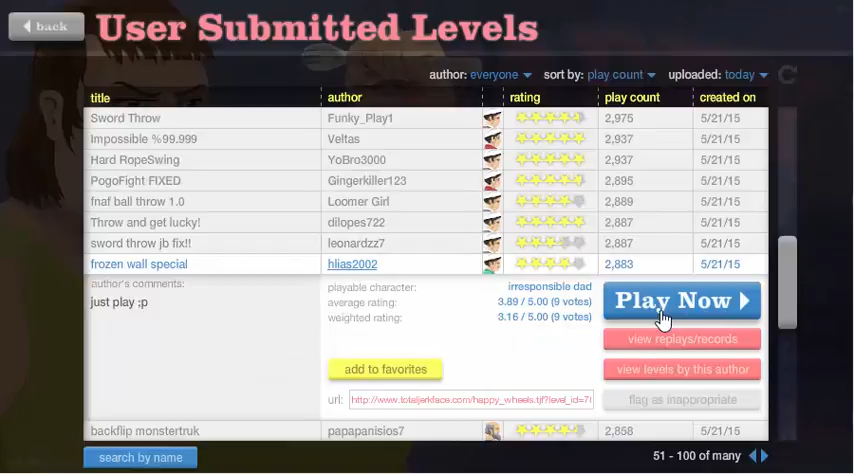 back
User Submitted Levels
author: everyone sort by: play count uploaded: today
title author rating play count created on
Sword Throw Funky_Play1 2,975 5/21/15
Impossible %99.999 Veltas 2,937 5/21/15
Hard RopeSwing YoBro3000 2,937 5/21/15
PogoFight FIXED Gingerkiller123 2,895 5/21/15
fnaf ball throw 1.0 Loomer Girl 2,889 5/21/15
Throw and get lucky! dilopes722 2,887 5/21/15
sword throw jb fix!! leonardzz7 2,887 5/21/15
frozen wall special hlias2002 2,883 5/21/15
author's comments:
just play ;p
playable character: irresponsible dad
average rating: 3.89 / 5.00 (9 votes)
weighted rating: 3.16 / 5.00 (9 votes)
Play Now
view replays/records
add to favorites
view levels by this author
url: http://www.totaljerkface.com/happy_wheels.tjf?level_id=7
flag as inappropriate
backflip monstertruk papapanisios7 2,858 5/21/15
search by name
51 - 100 of many